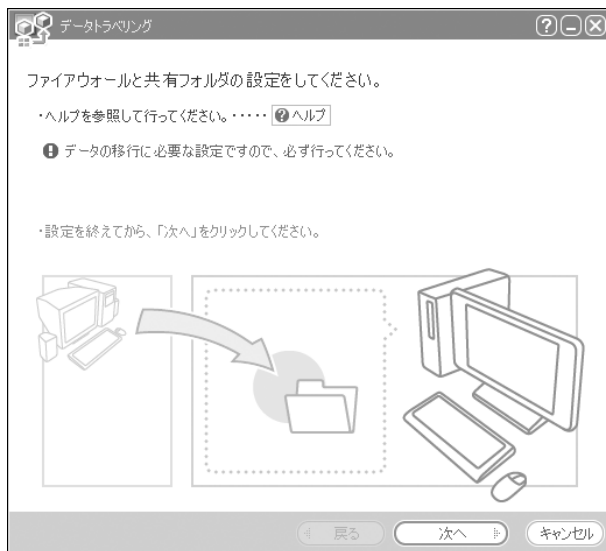 データトラベリング
ファイアウォールと共有フォルダの設定をしてください。
・ヘルプを参照して行ってください。・・・・・ ヘルプ
データの移行に必要な設定ですので、必ず行ってください。
・設定を終えてから、「次へ」をクリックしてください。
戻る 次へ キャンセル